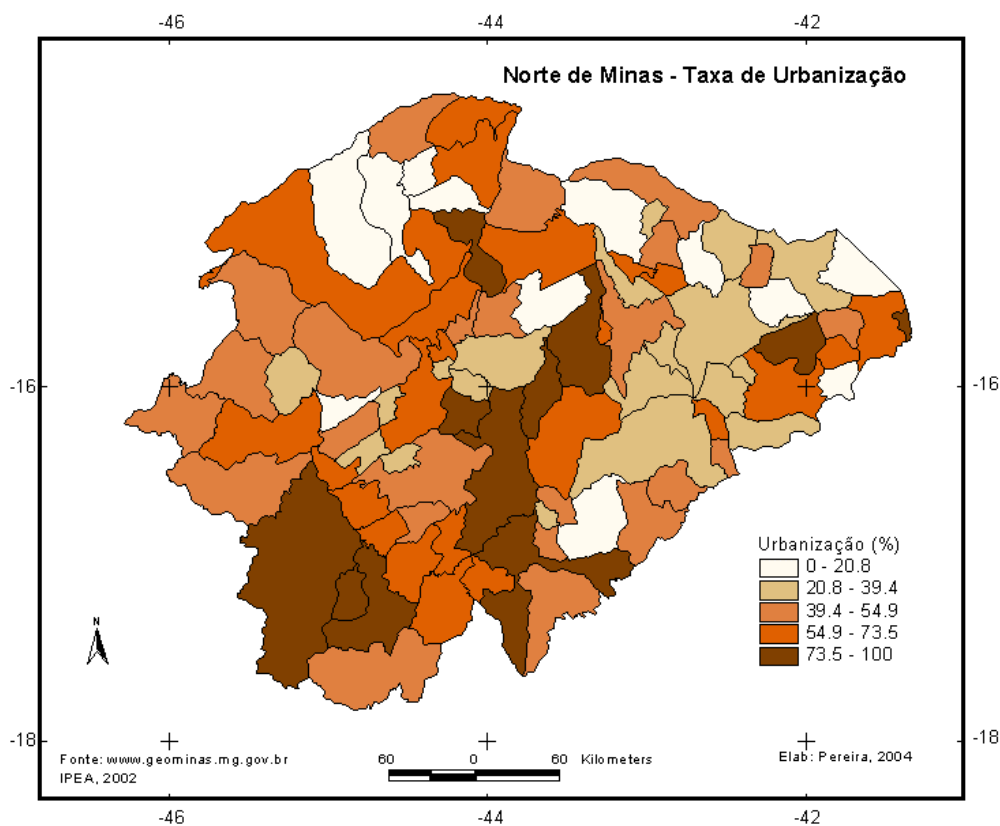 -46 -44 -42
Norte de Minas - Taxa de Urbanização
-16 -16
Urbanização (%)
0 - 20.8
20.8 - 39.4
39.4 - 54.9
54.9 - 73.5
73.5 - 100
N
-18 -18
Fonte: www.geominas.mg.gov.br
IPEA, 2002
60 0 60 Kilometers
Elab: Pereira, 2004
-46 -44 -42